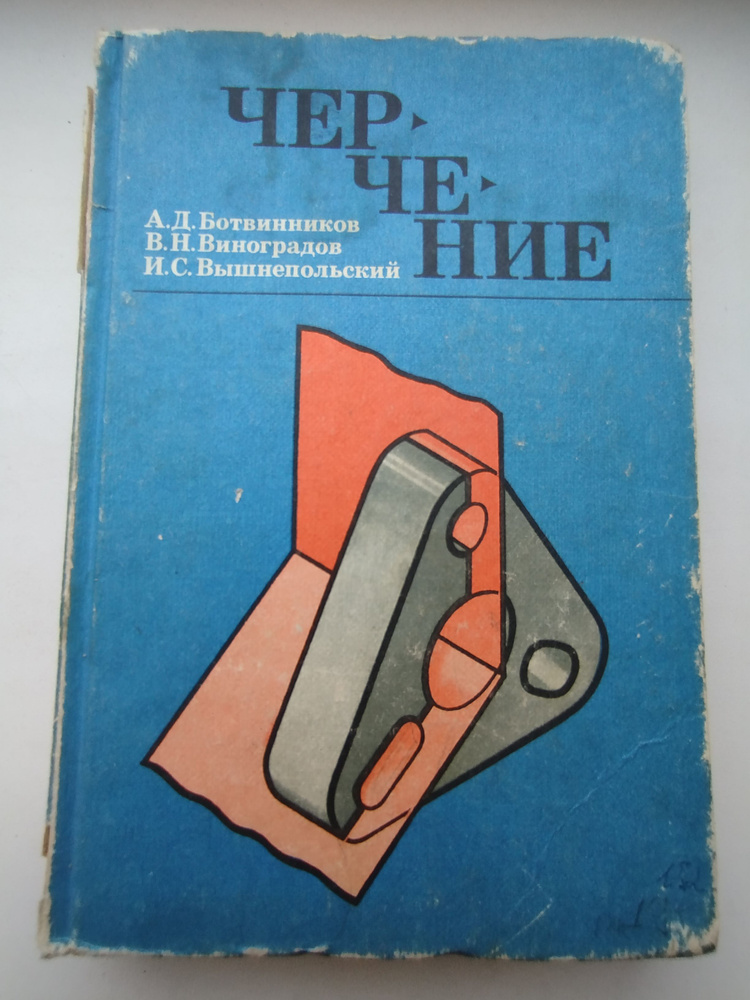 ЧЕР
ЧЕ
НИЕ
А.Д.Ботвинников
В.Н.Виноградов
И.С.Вышнепольский